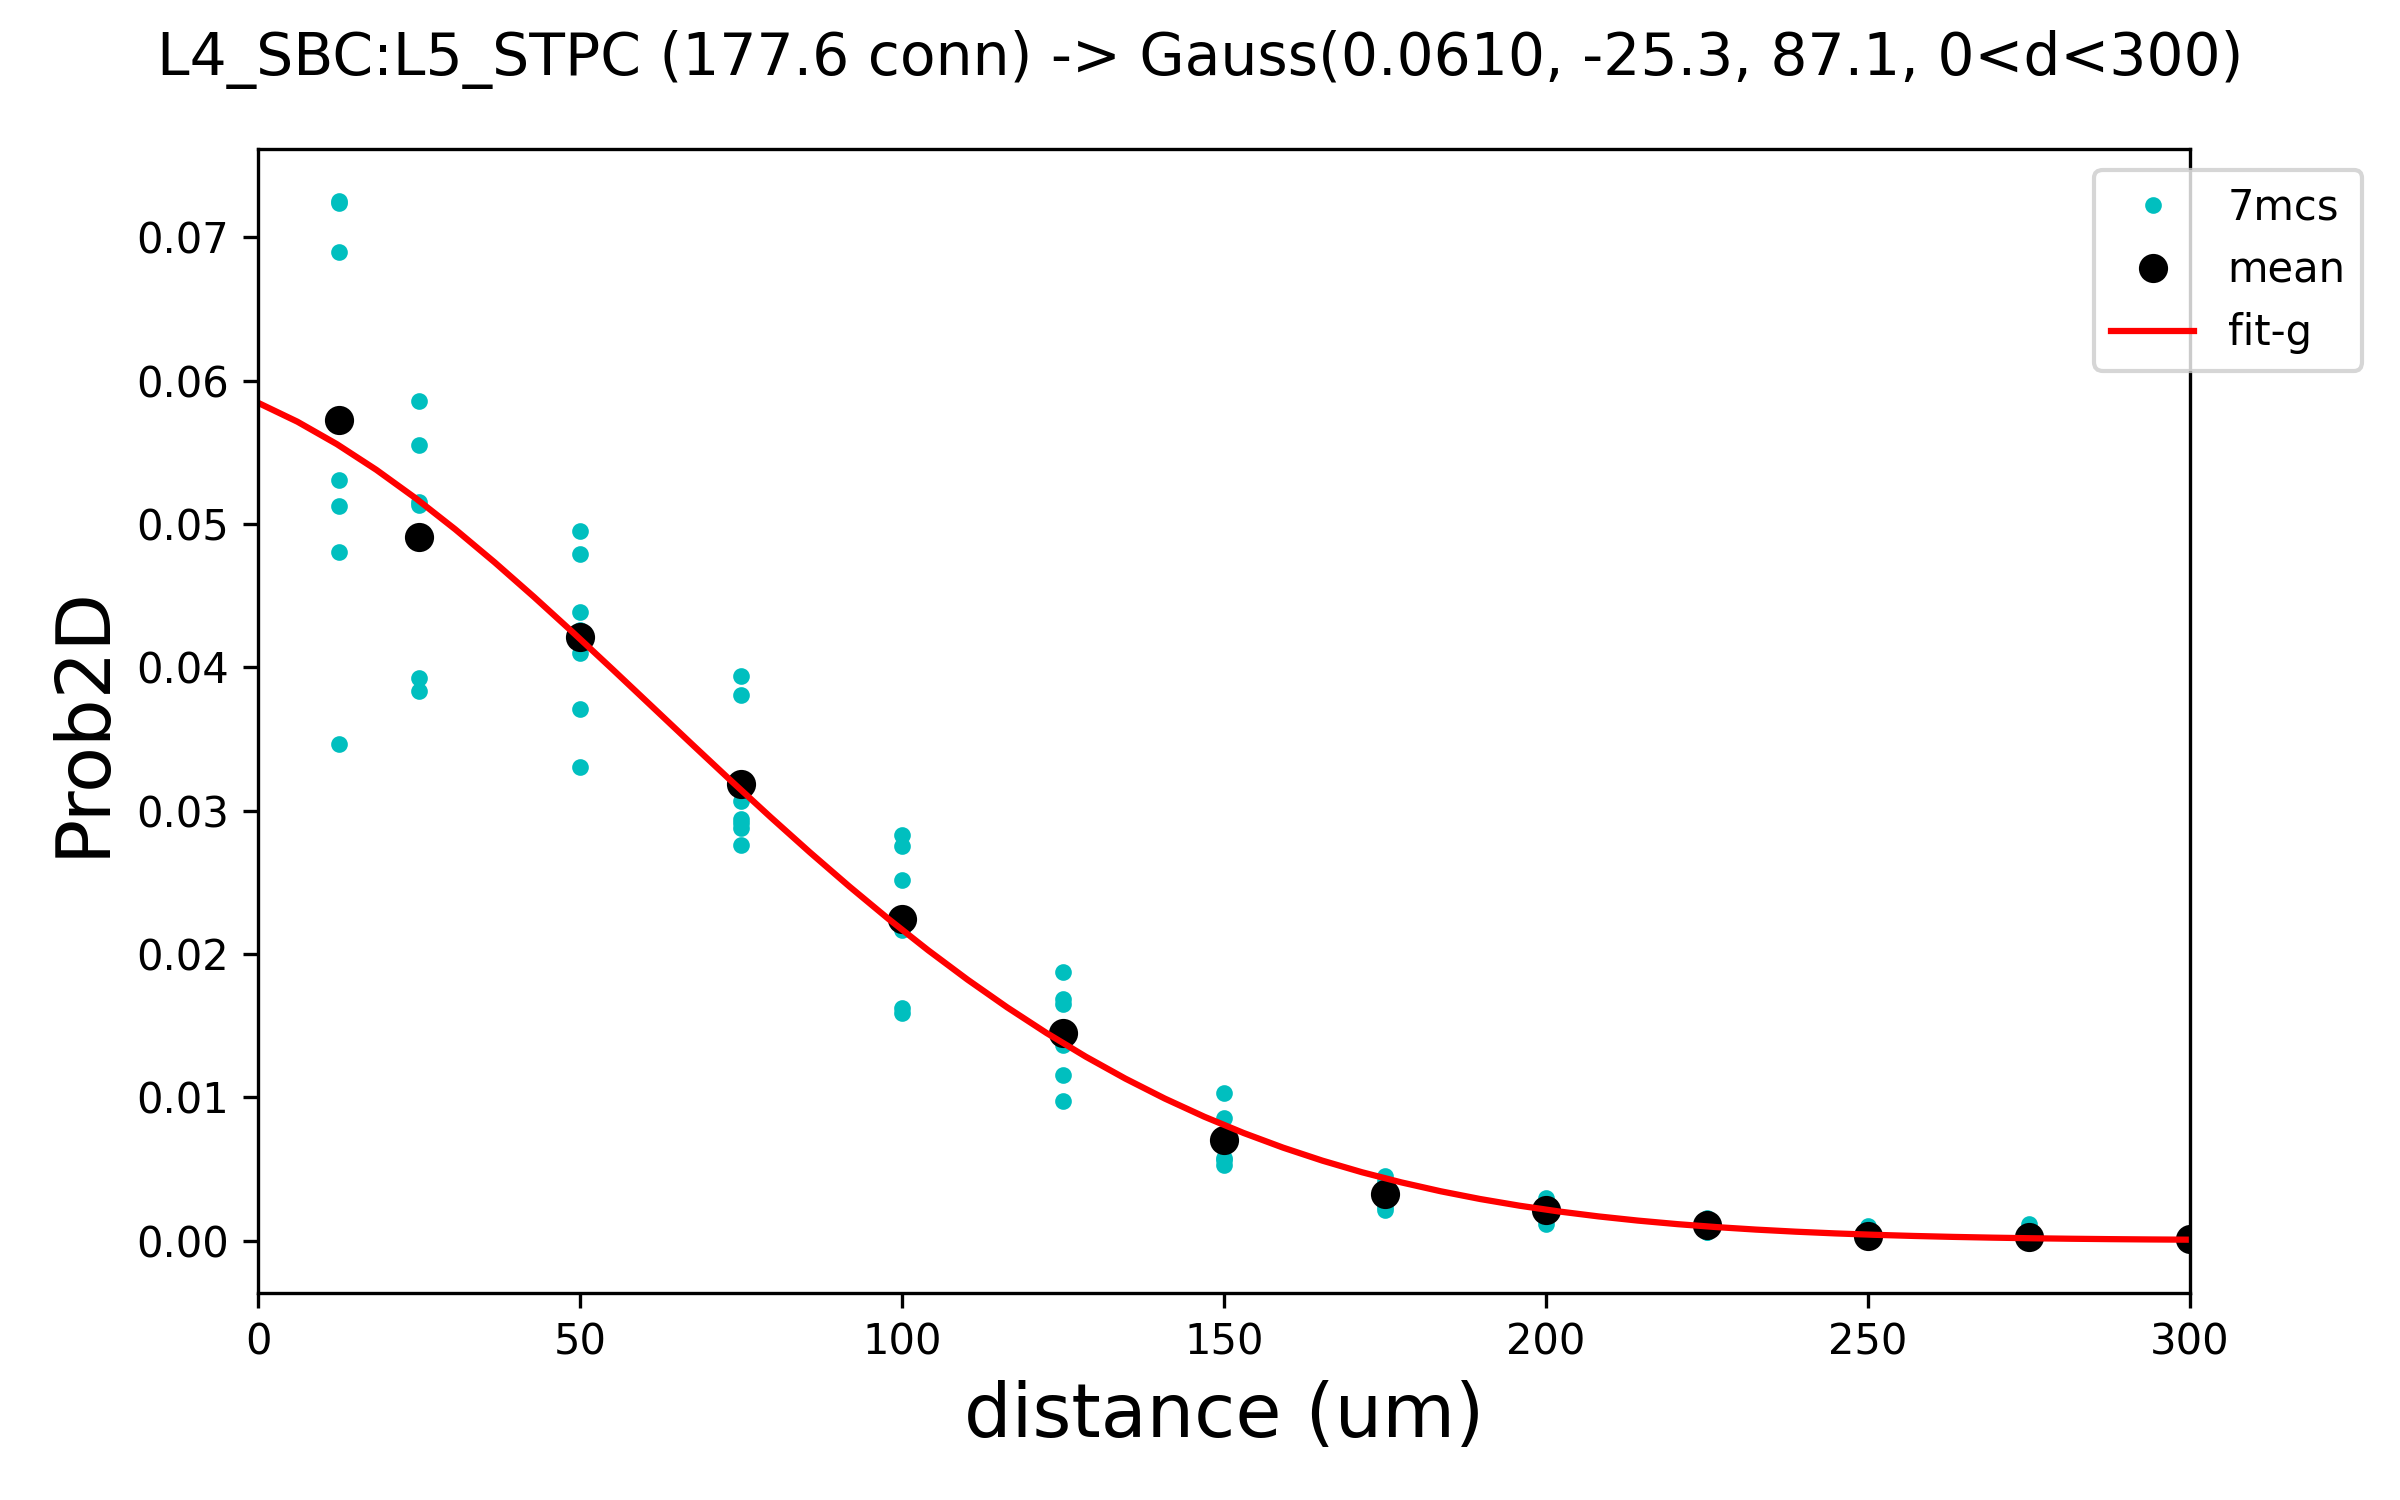 L4_SBC:L5_STPC (177.6 conn) -> Gauss(0.0610, -25.3, 87.1, 0<d<300)
7mcs
mean
fit-g
0.07
0.06
0.05
0.04
0.03
0.02
0.01
0.00
Prob2D
0 50 100 150 200 250 300
distance (um)